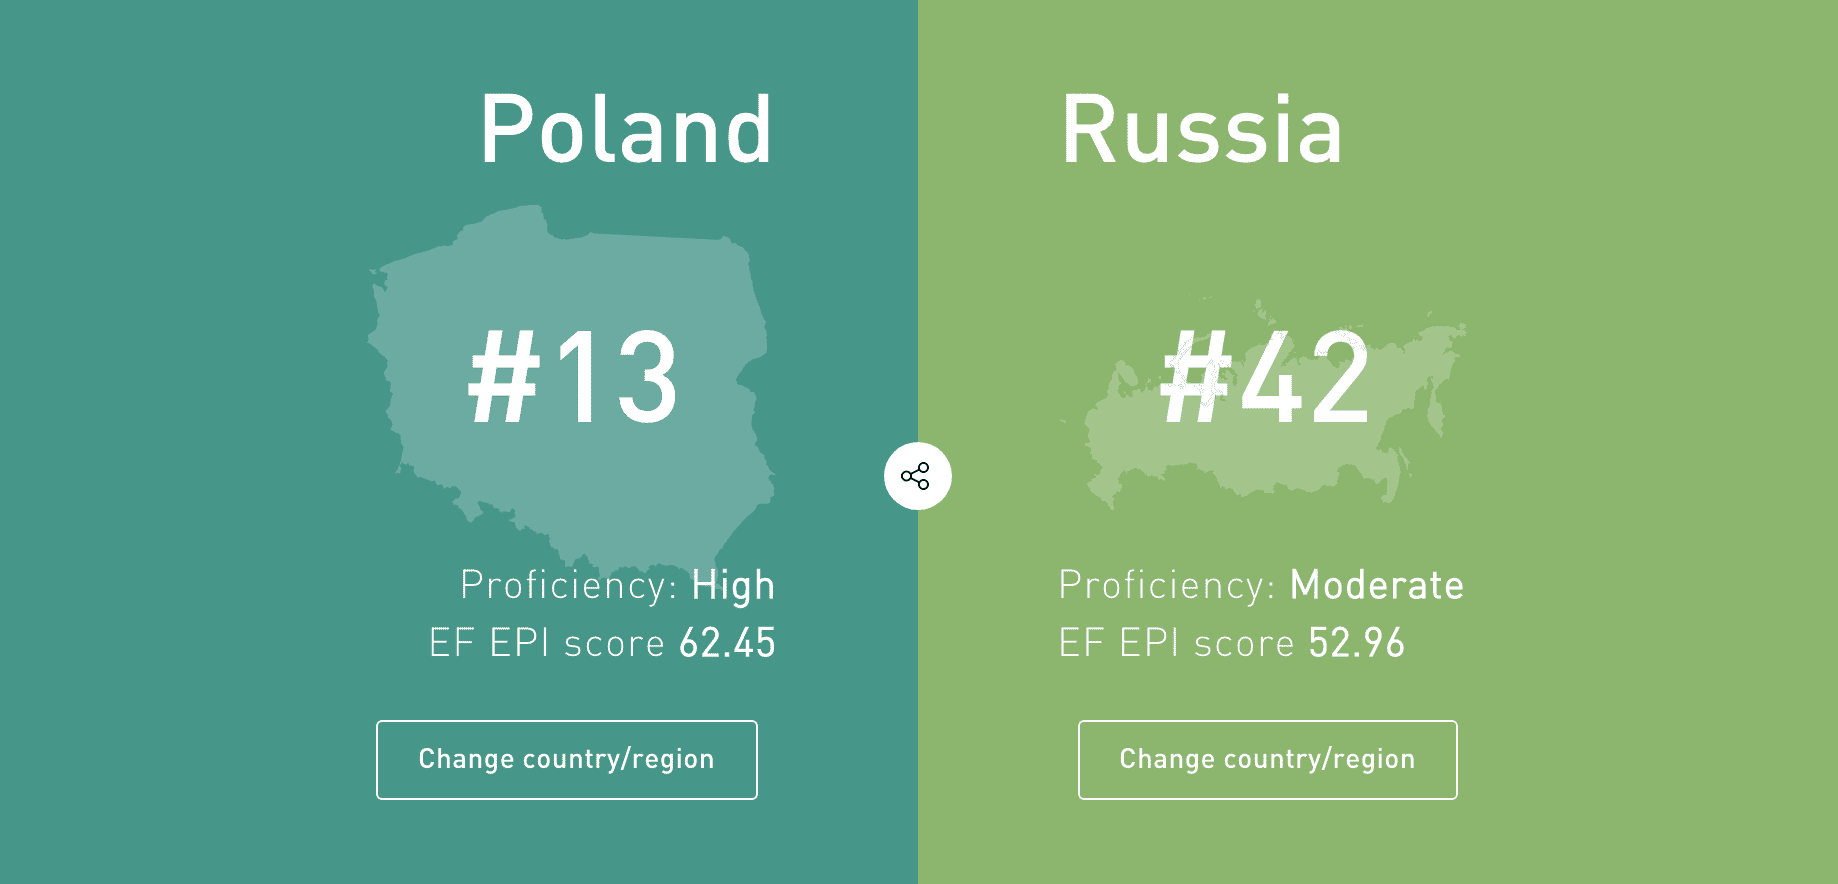 Poland
#13
Proficiency: High
EF EPI score 62.45
Change country/region
Russia
#42
Proficiency: Moderate
EF EPI score 52.96
Change country/region